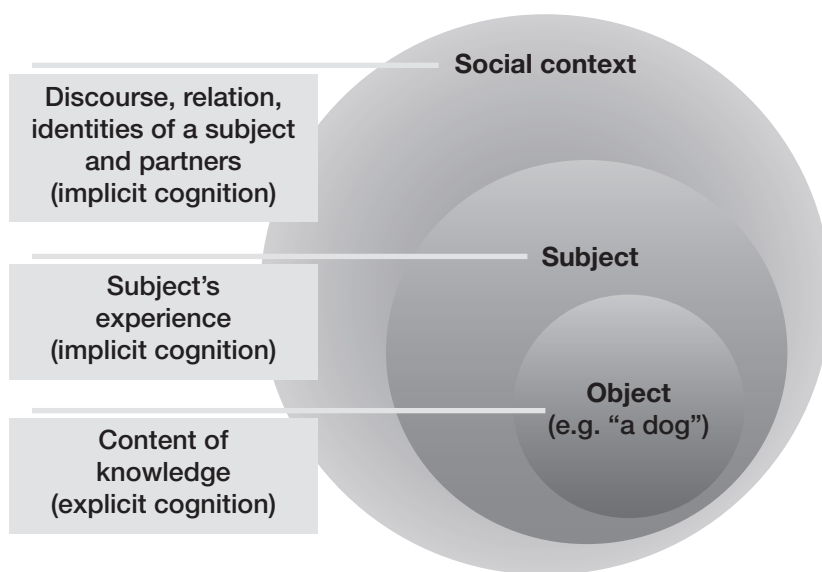 Social context
Discourse, relation,
identities of a subject
and partners
(implicit cognition)
Subject
Subject’s
experience
(implicit cognition)
Object
(e.g. “a dog”)
Content of
knowledge
(explicit cognition)